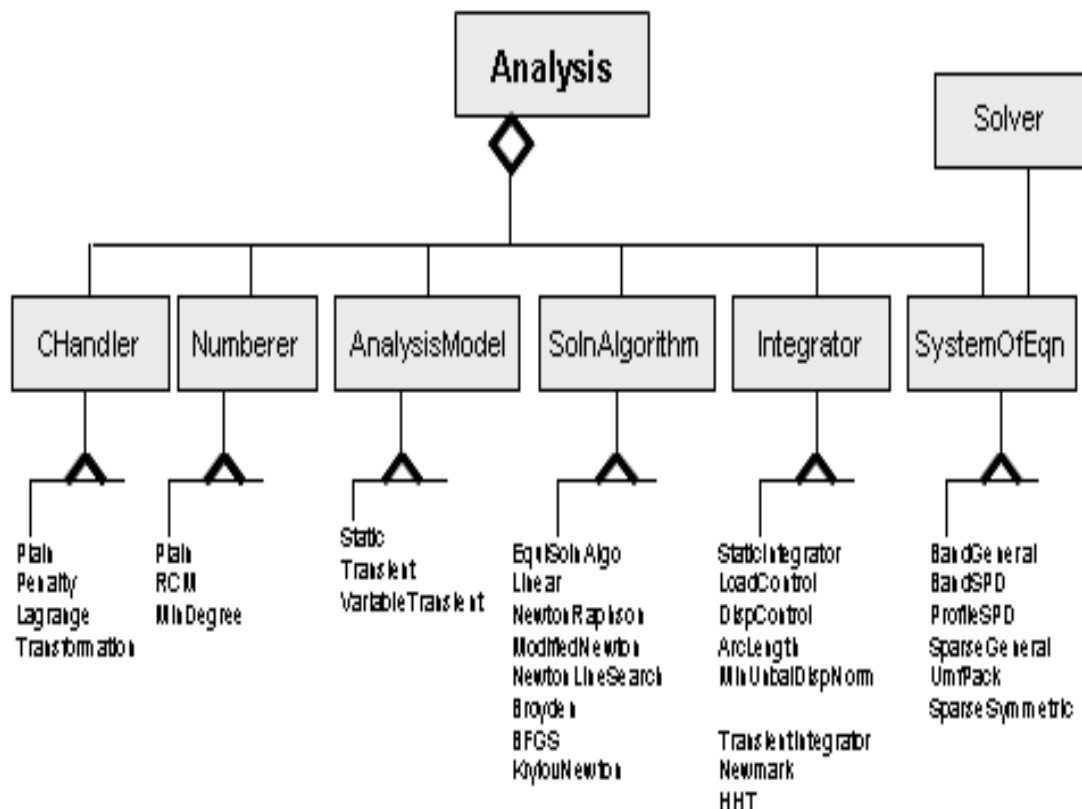 Analysis
Solver
CHandler
Numberer
AnalysisModel
SolnAlgorithm
Integrator
SystemOfEqn
Plain
Penalty
Lagrange
Transformation
Plain
RCM
MinDegree
Static
Transient
VariableTransient
EquiSolnAlgo
Linear
NewtonRaphson
ModifiedNewton
NewtonLineSearch
Broyden
BFGS
KrylovNewton
StaticIntegrator
LoadControl
DispControl
ArcLength
MinUnbalDispNorm
TransientIntegrator
Newmark
HHT
BandGeneral
BandSPD
ProfileSPD
SparseGeneral
UmfPack
SparseSymmetric